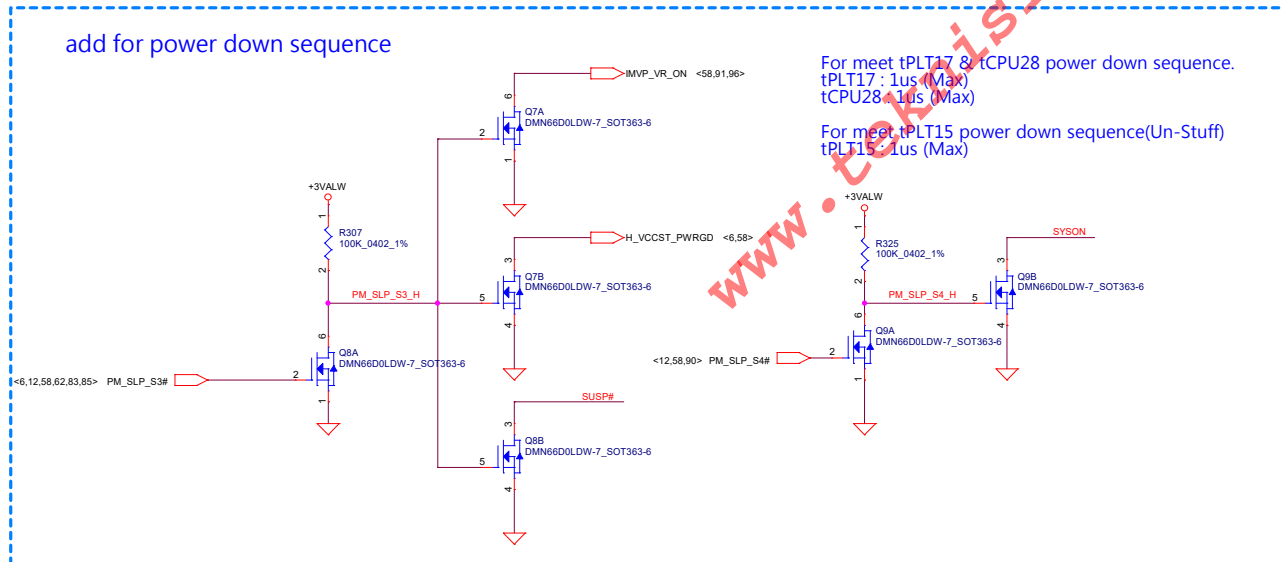 add for power down sequence
For meet tPLT17 & tCPU28 power down sequence.
tPLT17 : 1us (Max)
tCPU28 : 1us (Max)
For meet tPLT15 power down sequence(Un-Stuff)
tPLT15 : 1us (Max)
IMVP_VR_ON <58,91,96>
6
Q7A
DMN66D0LDW-7_SOT363-6
2
1
+3VALW
1
R307
100K_0402_1%
2
H_VCCST_PWRGD <6,58>
3
Q7B
DMN66D0LDW-7_SOT363-6
PM_SLP_S3_H
5
4
6
Q8A
DMN66D0LDW-7_SOT363-6
<6,12,58,62,83,85> PM_SLP_S3#
2
1
SUSP#
3
Q8B
DMN66D0LDW-7_SOT363-6
5
4
+3VALW
1
R325
100K_0402_1%
2
SYSON
3
Q9B
DMN66D0LDW-7_SOT363-6
PM_SLP_S4_H
5
4
6
Q9A
DMN66D0LDW-7_SOT363-6
<12,58,90> PM_SLP_S4#
2
1